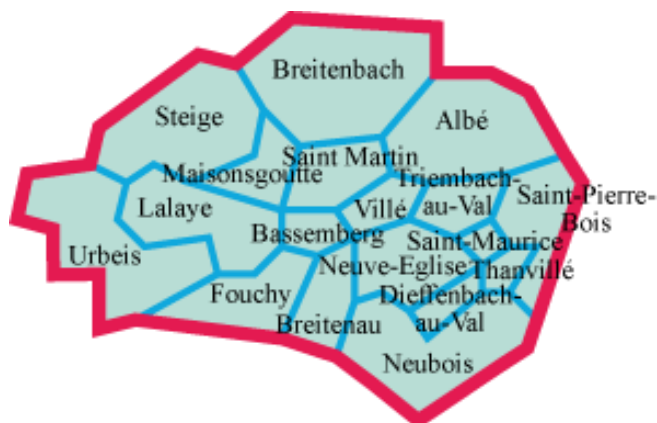 Breitenbach
Steige
Albé
Saint Martin
Maisonsgoutte
Triembach-
au-Val
Saint-Pierre-
Bois
Lalaye
Villé
Bassemberg
Saint-Maurice
Urbeis
Neuve-Eglise
Thanvillé
Fouchy
Dieffenbach-
au-Val
Breitenau
Neubois